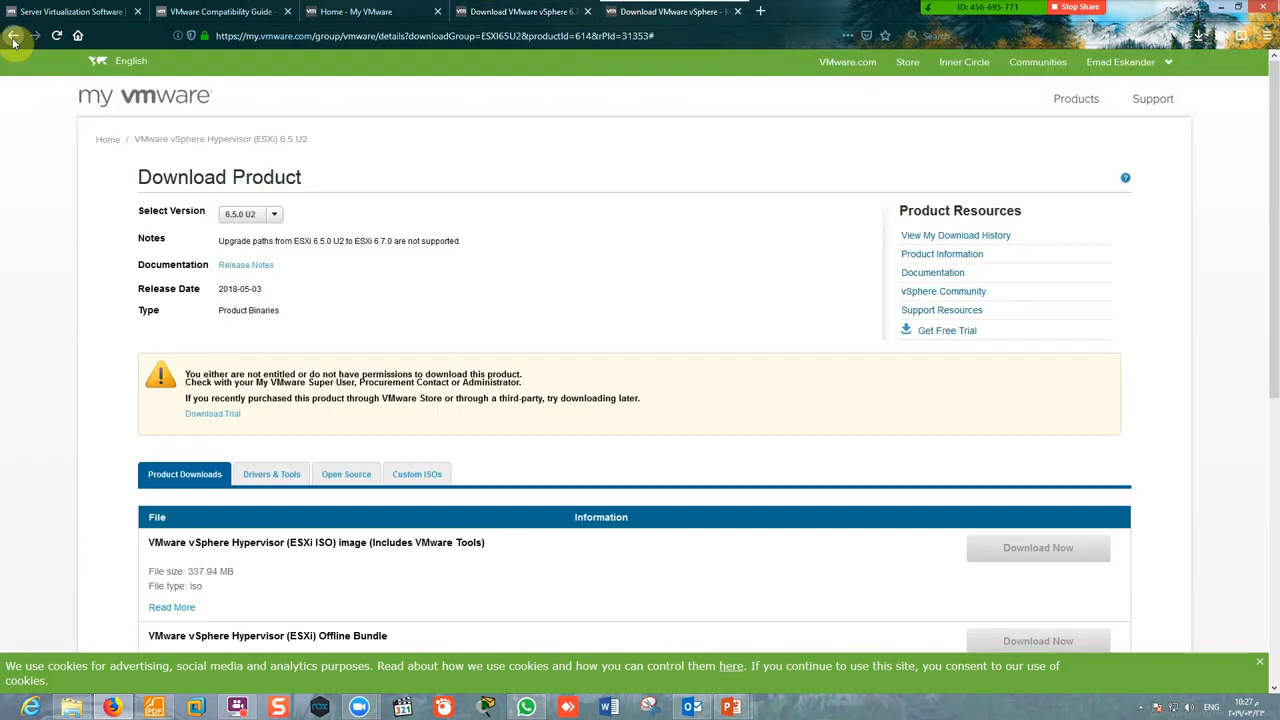 ID: 456-695-771
Stop Share
Server Virtualization Software
VMware Compatibility Guide
Home - My VMware
Download VMware vSphere 6.7
Download VMware vSphere -
https://my.vmware.com/group/vmware/details?downloadGroup=ESXI65U2&productId=614&rPId=31353#
Search
English
VMware.com
Store
Inner Circle
Communities
Emad Eskander
my vmware
Products
Support
Home / VMware vSphere Hypervisor (ESXi) 6.5 U2
Download Product
Select Version
6.5.0 U2
Notes
Upgrade paths from ESXi 6.5.0 U2 to ESXi 6.7.0 are not supported.
Documentation
Release Notes
Release Date
2018-05-03
Type
Product Binaries
Product Resources
View My Download History
Product Information
Documentation
vSphere Community
Support Resources
Get Free Trial
You either are not entitled or do not have permissions to download this product.
Check with your My VMware Super User, Procurement Contact or Administrator.
If you recently purchased this product through VMware Store or through a third-party, try downloading later.
Download Trial
Product Downloads
Drivers & Tools
Open Source
Custom ISOs
File
Information
VMware vSphere Hypervisor (ESXi ISO) image (Includes VMware Tools)
Download Now
File size: 337.94 MB
File type: iso
Read More
VMware vSphere Hypervisor (ESXi) Offline Bundle
Download Now
We use cookies for advertising, social media and analytics purposes. Read about how we use cookies and how you can control them here. If you continue to use this site, you consent to our use of
cookies.
ENG
10:27 م